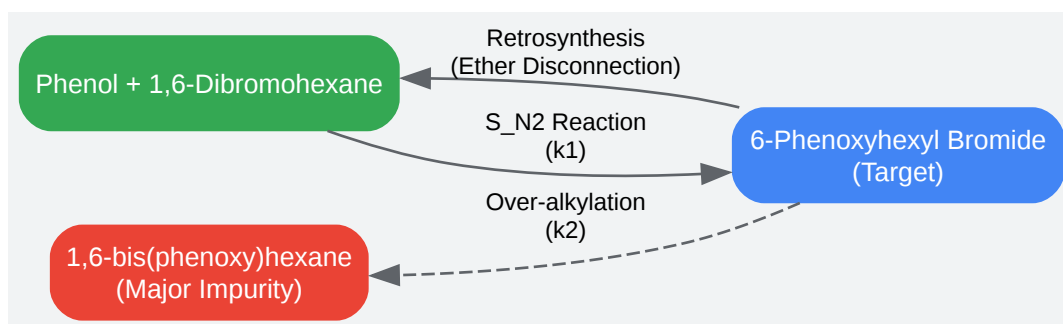 Retrosynthesis
(Ether Disconnection)
Phenol + 1,6-Dibromohexane
S_N2 Reaction
(k1)
6-Phenoxyhexyl Bromide
(Target)
Over-alkylation
(k2)
1,6-bis(phenoxy)hexane
(Major Impurity)